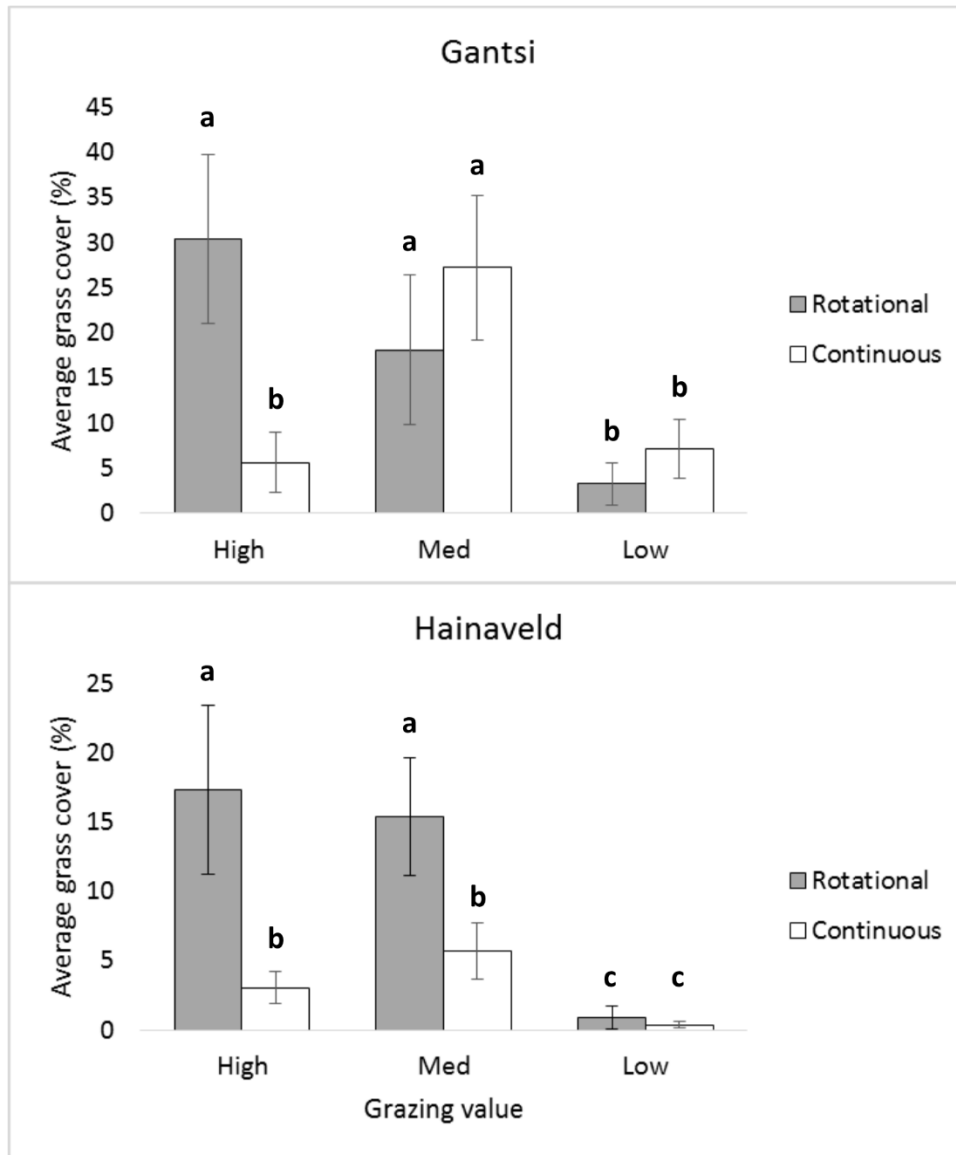 Gantsi
Average grass cover (%)
45
40
35
30
25
20
15
10
5
0
a
b
a
a
b
b
High
Med
Low
Rotational
Continuous
Hainaveld
Average grass cover (%)
25
20
15
10
5
0
a
b
a
b
c
c
High
Med
Low
Grazing value
Rotational
Continuous